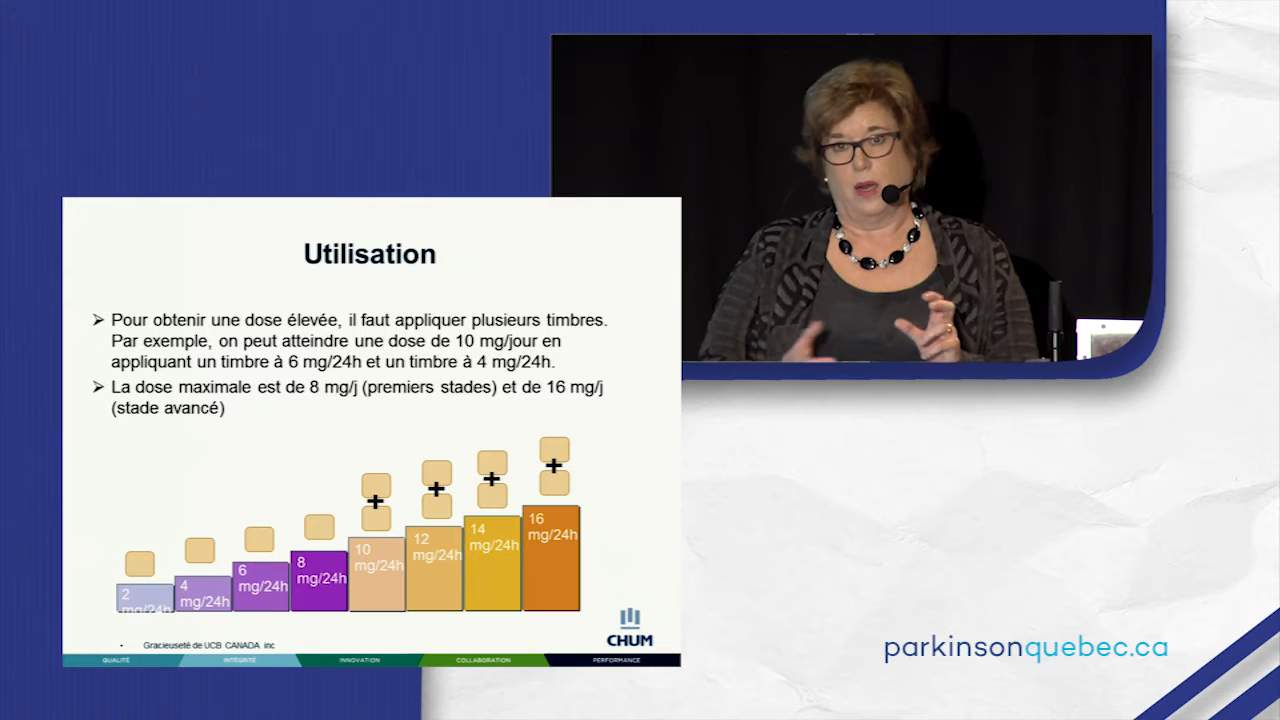 Utilisation
➢ Pour obtenir une dose élevée, il faut appliquer plusieurs timbres.
Par exemple, on peut atteindre une dose de 10 mg/jour en
appliquant un timbre à 6 mg/24h et un timbre à 4 mg/24h.
➢ La dose maximale est de 8 mg/j (premiers stades) et de 16 mg/j
(stade avancé)
+
+
+
+
2
mg/24h
4
mg/24h
6
mg/24h
8
mg/24h
10
mg/24h
12
mg/24h
14
mg/24h
16
mg/24h
• Gracieuseté de UCB CANADA inc
CHUM
QUALITÉ
INTÉGRITÉ
INNOVATION
COLLABORATION
PERFORMANCE
parkinsonquebec.ca